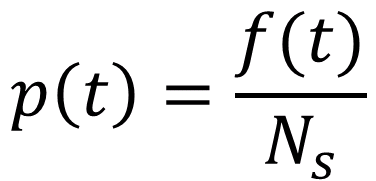 p(t) = f(t) / N_s